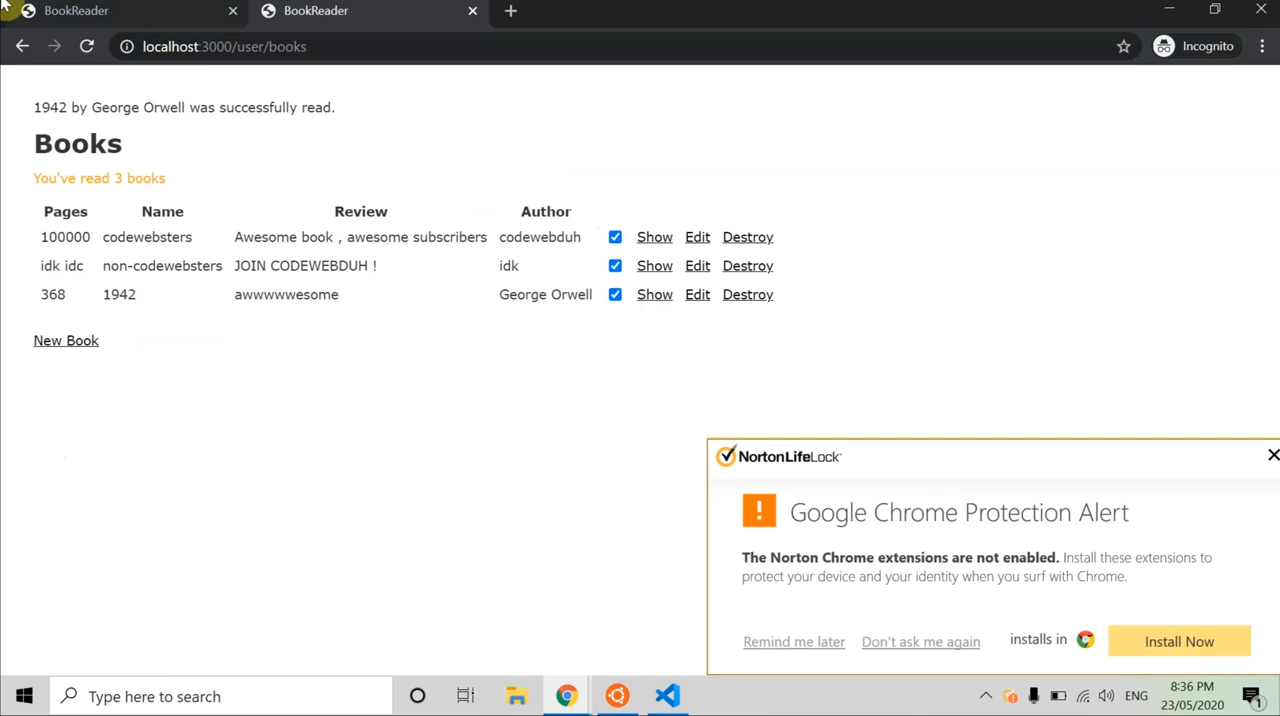 BookReader
BookReader
localhost:3000/user/books
Incognito
1942 by George Orwell was successfully read.
Books
You've read 3 books
Pages Name Review Author
100000 codewebsters Awesome book , awesome subscribers codewebduh Show Edit Destroy
idk idc non-codewebsters JOIN CODEWEBDUH ! idk Show Edit Destroy
368 1942 awwwwwesome George Orwell Show Edit Destroy
New Book
NortonLifeLock
Google Chrome Protection Alert
The Norton Chrome extensions are not enabled. Install these extensions to
protect your device and your identity when you surf with Chrome.
Remind me later Don't ask me again installs in Install Now
Type here to search
ENG
8:36 PM
23/05/2020
1